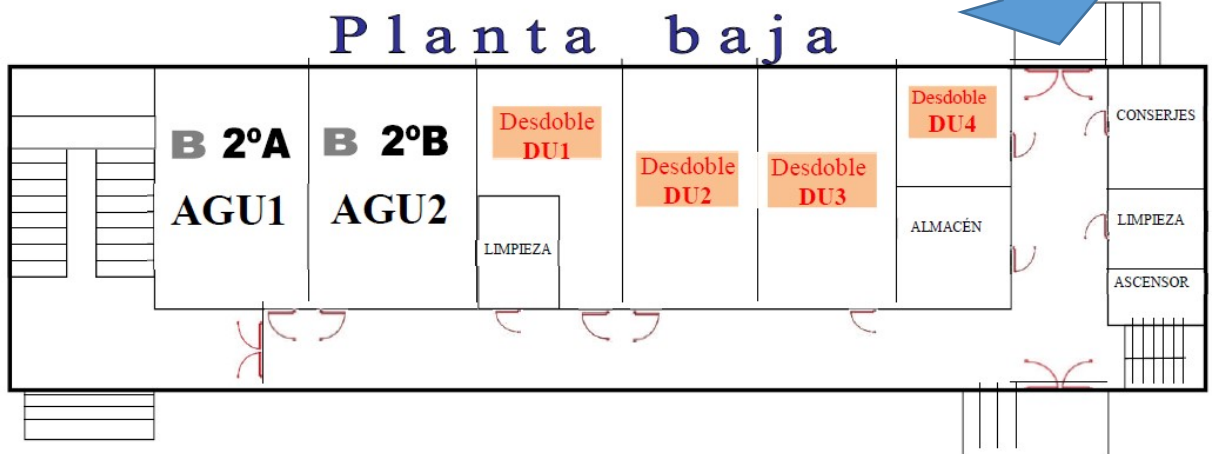 Planta baja
B 2ºA
AGU1
B 2ºB
AGU2
Desdoble
DU1
LIMPIEZA
Desdoble
DU2
Desdoble
DU3
Desdoble
DU4
ALMACÉN
CONSERJES
LIMPIEZA
ASCENSOR